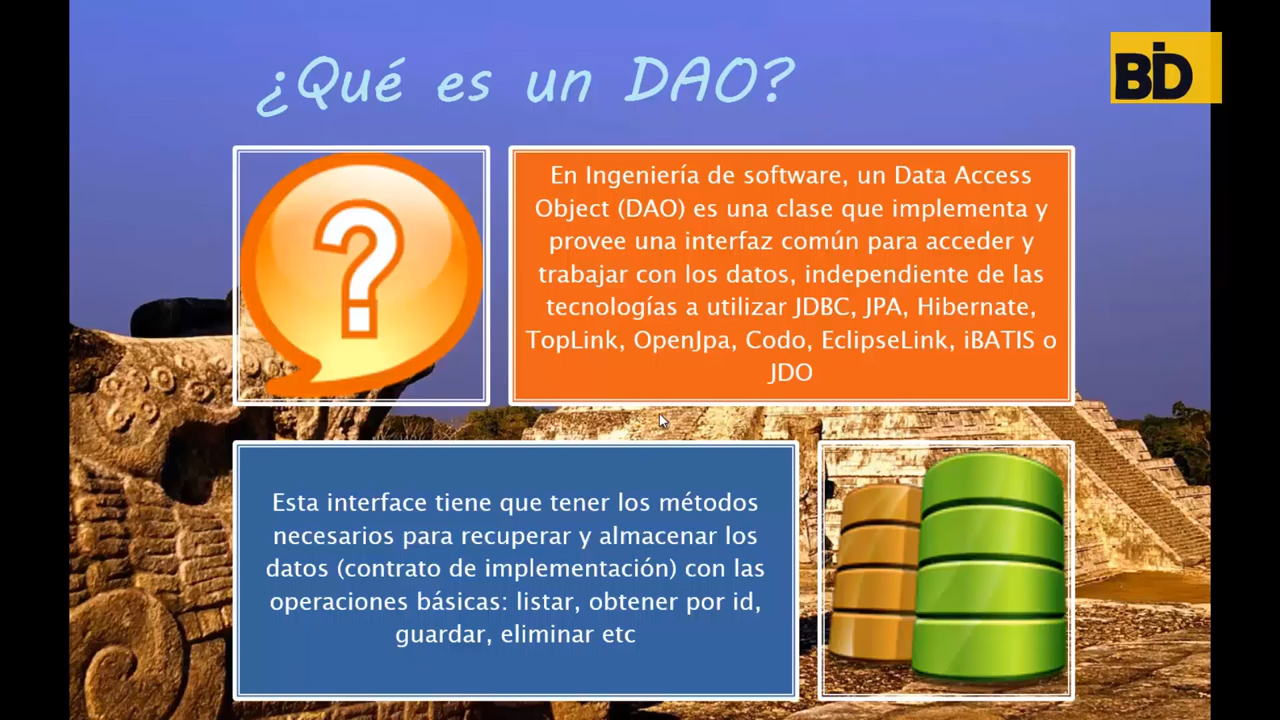 ¿Qué es un DAO?
BID
?
En Ingeniería de software, un Data Access
Object (DAO) es una clase que implementa y
provee una interfaz común para acceder y
trabajar con los datos, independiente de las
tecnologías a utilizar JDBC, JPA, Hibernate,
TopLink, OpenJpa, Codo, EclipseLink, iBATIS o
JDO
Esta interface tiene que tener los métodos
necesarios para recuperar y almacenar los
datos (contrato de implementación) con las
operaciones básicas: listar, obtener por id,
guardar, eliminar etc